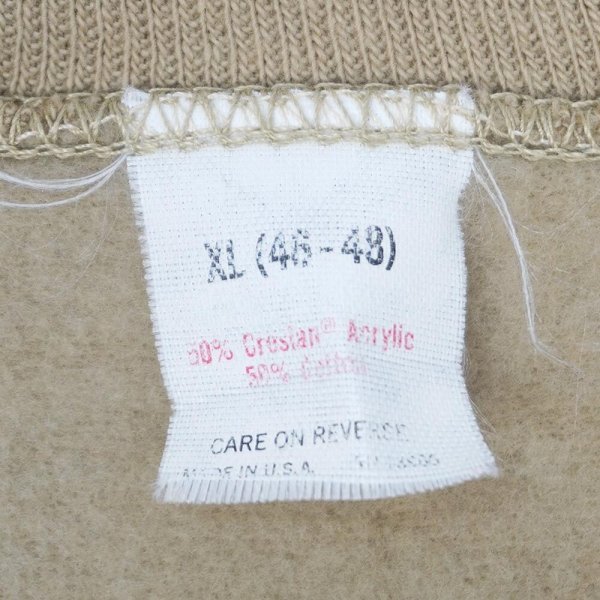 XL (46-48)
50% Creslan® Acrylic
50% Cotton
CARE ON REVERSE
MADE IN U.S.A.